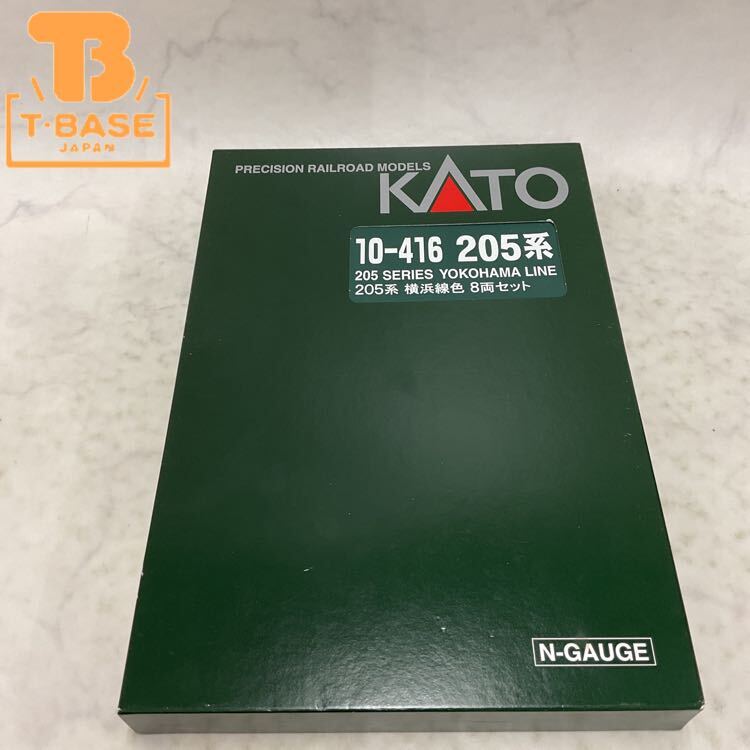 TB
T·BASE
JAPAN
PRECISION RAILROAD MODELS
KATO
10-416 205系
205 SERIES YOKOHAMA LINE
205系 横浜線色 8両セット
N-GAUGE